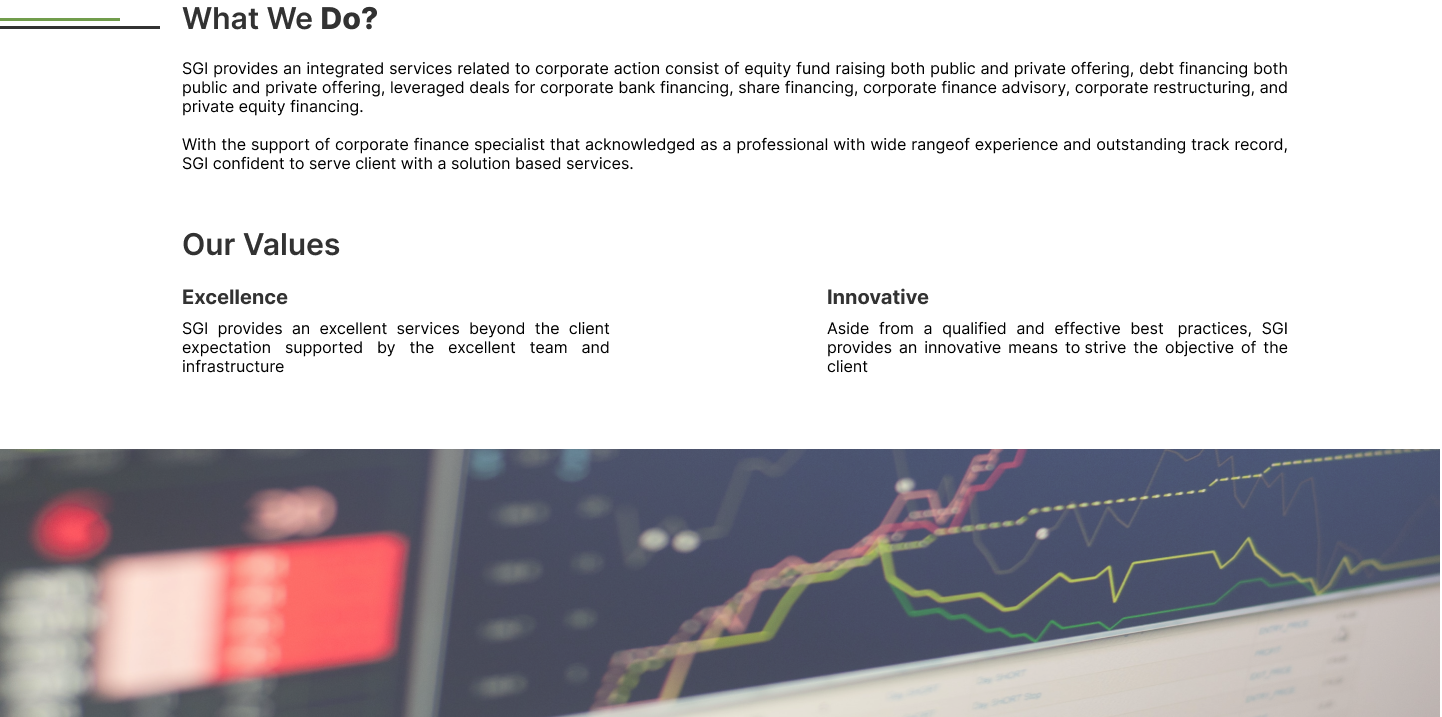 What We Do?
SGI provides an integrated services related to corporate action consist of equity fund raising both public and private offering, debt financing both
public and private offering, leveraged deals for corporate bank financing, share financing, corporate finance advisory, corporate restructuring, and
private equity financing.
With the support of corporate finance specialist that acknowledged as a professional with wide rangeof experience and outstanding track record,
SGI confident to serve client with a solution based services.
Our Values
Excellence
SGI provides an excellent services beyond the client
expectation supported by the excellent team and
infrastructure
Innovative
Aside from a qualified and effective best practices, SGI
provides an innovative means to strive the objective of the
client